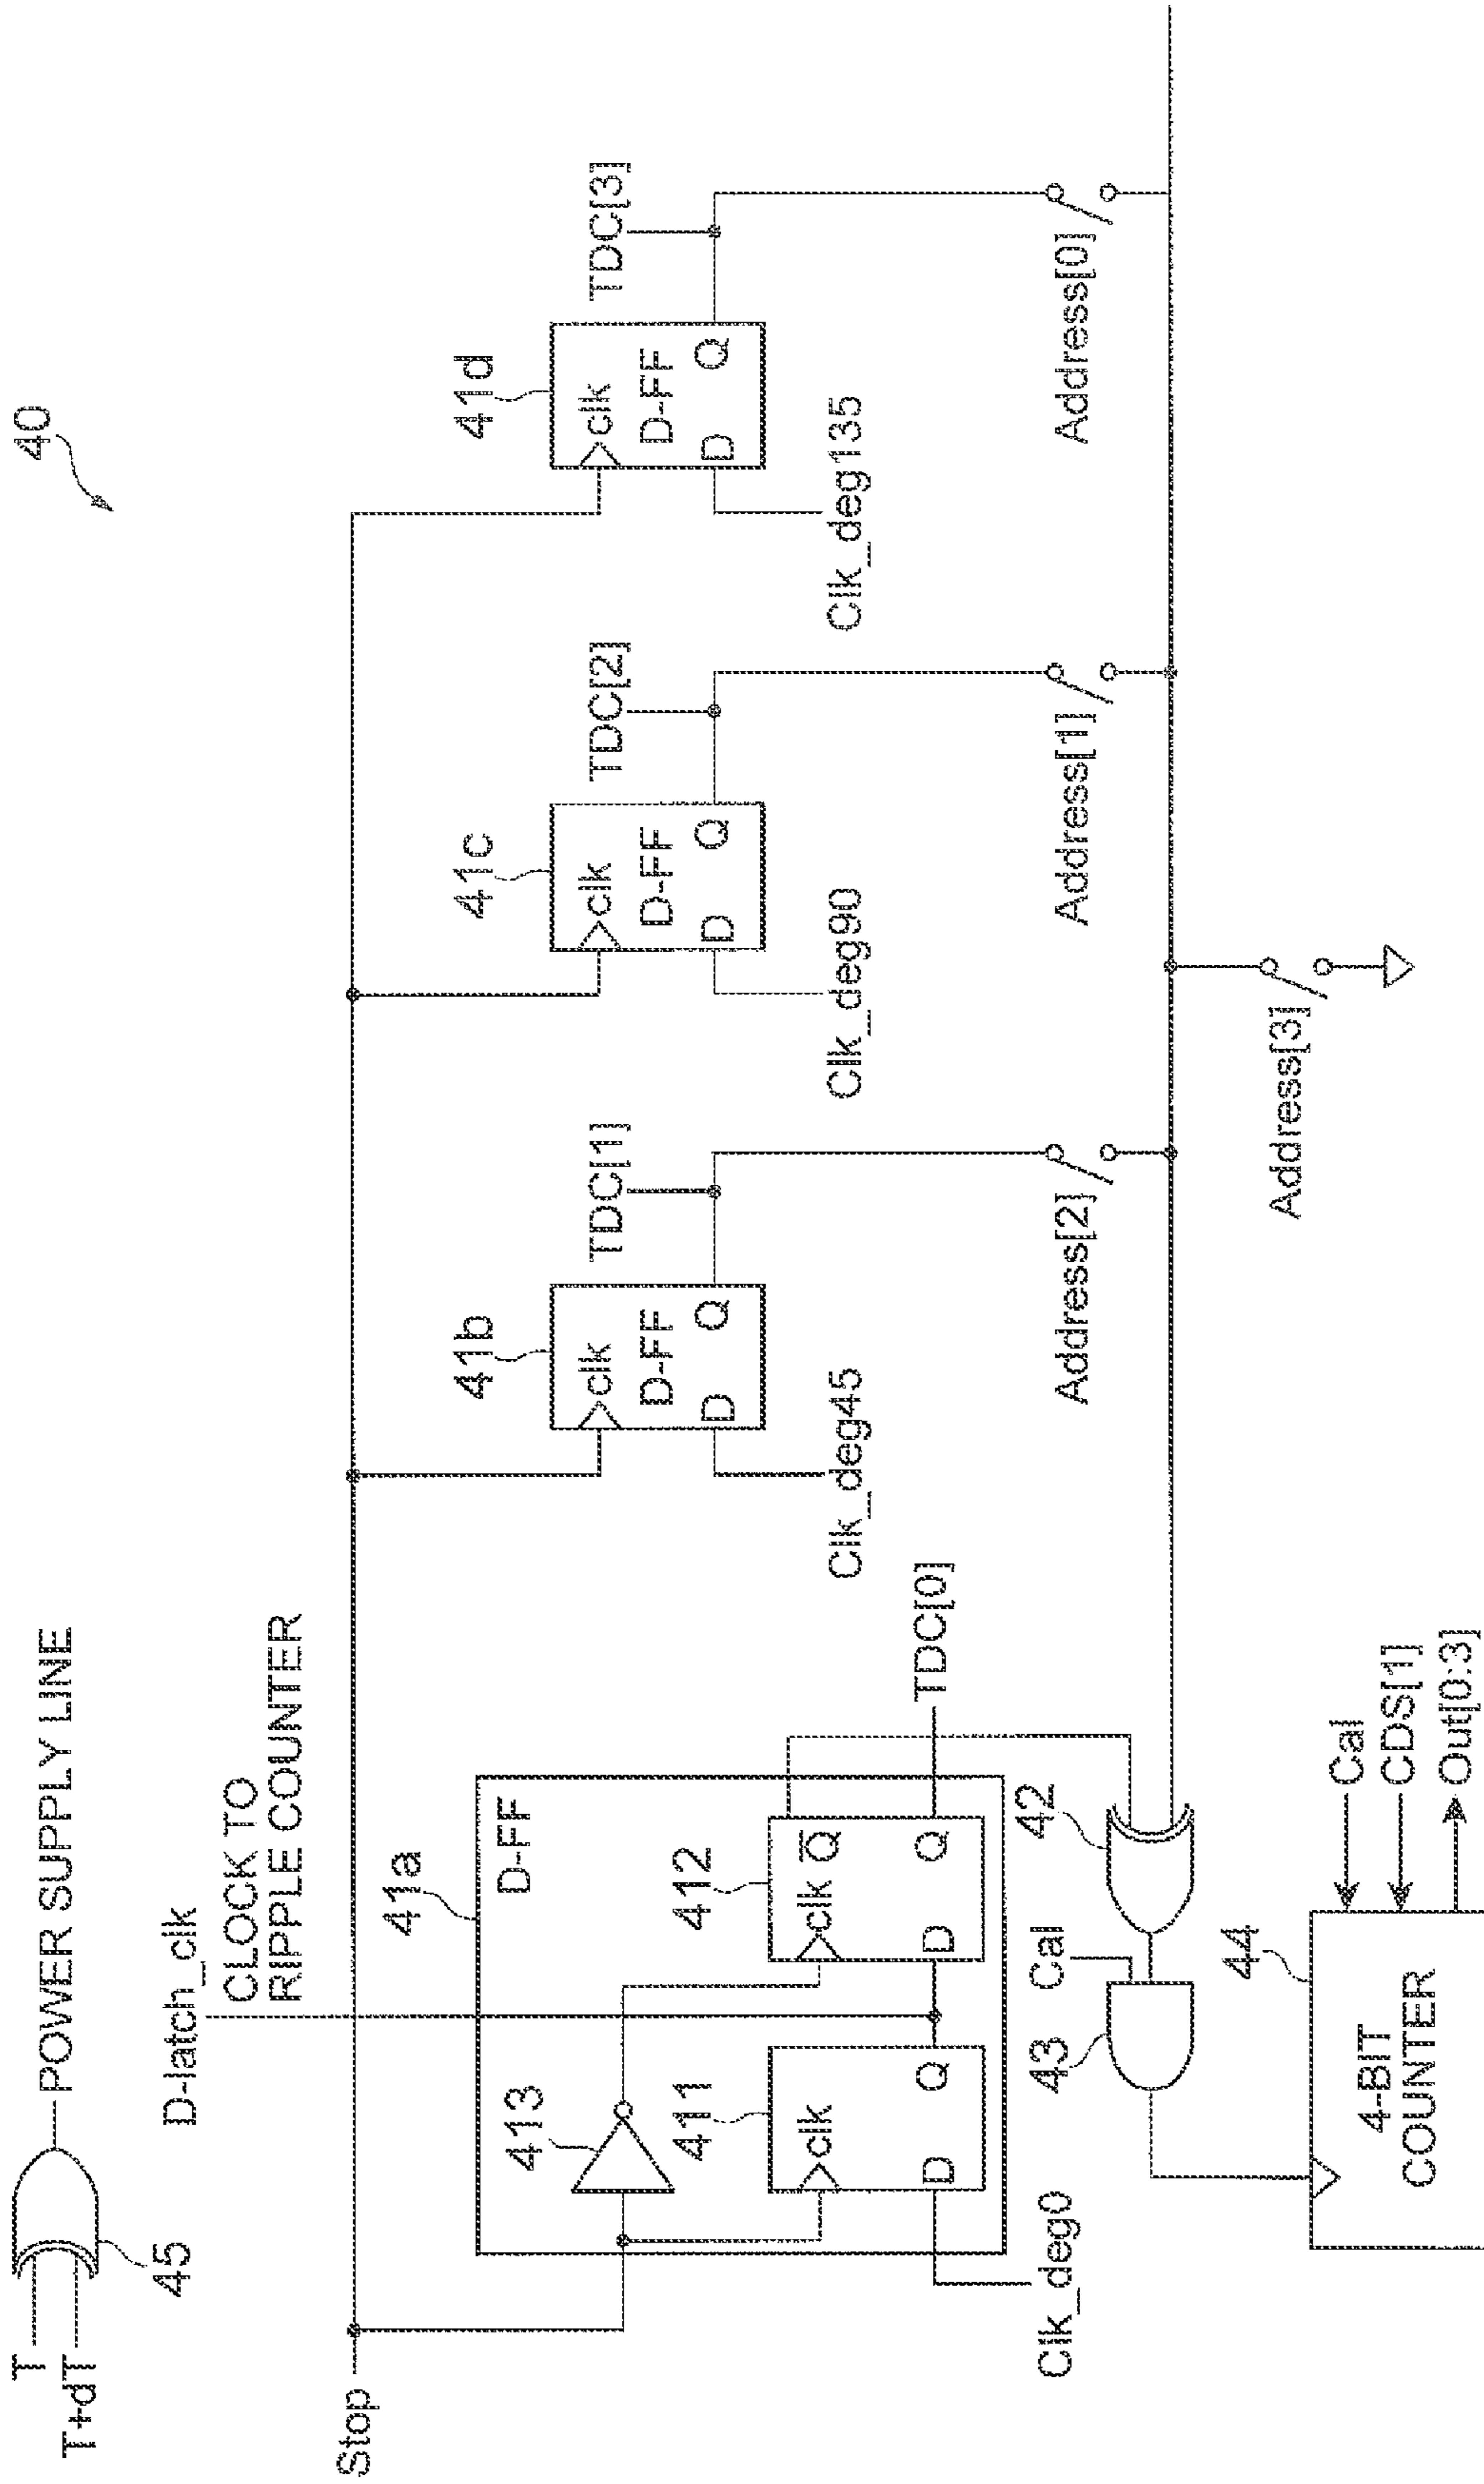 40
T
T+dT
45
POWER SUPPLY LINE
D-latch_clk
CLOCK TO
RIPPLE COUNTER
Stop
41a
D-FF
413
411
clk
D
Q
412
clk
Q
D
Q
TDC[0]
Clk_deg0
41b
clk
D-FF
D
Q
TDC[1]
Clk_deg45
Address[2]
41c
clk
D-FF
D
Q
TDC[2]
Clk_deg90
Address[1]
41d
clk
D-FF
D
Q
TDC[3]
Clk_deg135
Address[0]
Address[3]
42
43
Cal
44
4-BIT
COUNTER
Cal
CDS[1]
Out[0:3]